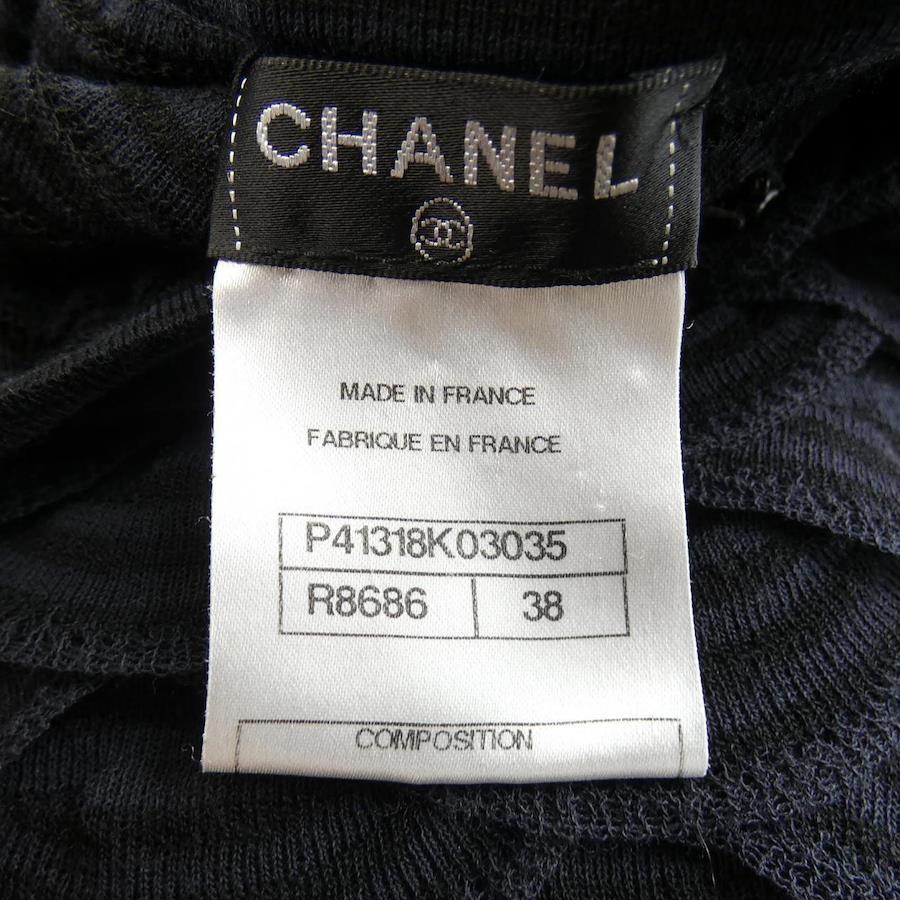 CHANEL
MADE IN FRANCE
FABRIQUE EN FRANCE
P41318K03035
R8686 38
COMPOSITION